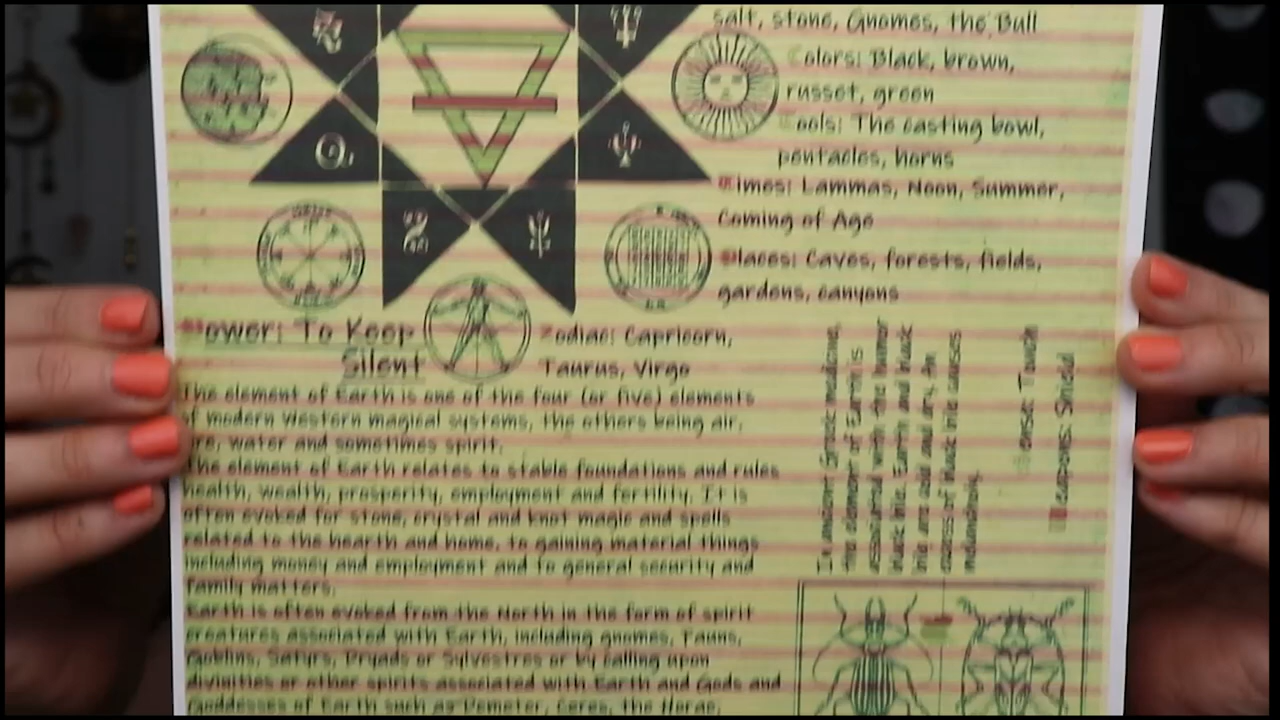 salt, stone, Gnomes, the Bull
Colors: Black, brown,
russet, green
Tools: The casting bowl,
pentacles, horns
Times: Lammas, Noon, Summer,
Coming of Age
Places: Caves, forests, fields,
gardens, canyons
Power: To Keep
Silent
Zodiac: Capricorn,
Taurus, Virgo
The element of Earth is one of the four (or five) elements
of modern Western magical systems, the others being air,
fire, water and sometimes spirit.
The element of Earth relates to stable foundations and rules
health, wealth, prosperity, employment and fertility. It is
often evoked for stone, crystal and knot magic and spells
related to the hearth and home, to gaining material things
including money and employment and to general security and
family matters.
Earth is often evoked from the North in the form of spirit
creatures associated with Earth, including gnomes, Fauns,
Goblins, Satyrs, Dryads or Sylvestres or by calling upon
divinities or other spirits associated with Earth and Gods and
Goddesses of Earth such as Demeter, Ceres, the Horae,
In ancient Greek medicine,
the element of Earth is
associated with the humor
black bile. Earth and black
bile are cold and dry. An
excess of black bile causes
melancholy.
Sense: Touch
Weapons: Shield